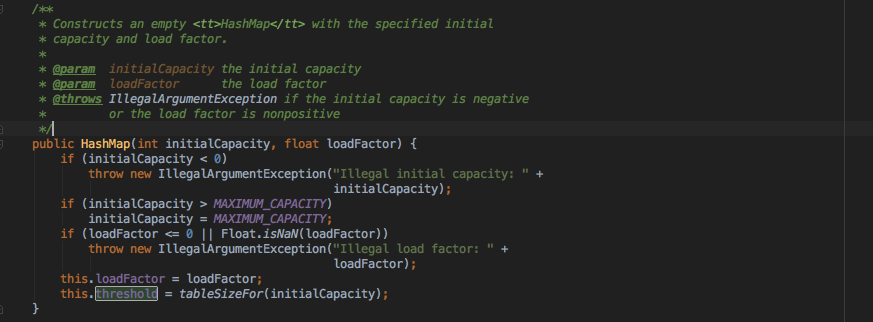 /**
 * Constructs an empty <tt>HashMap</tt> with the specified initial
 * capacity and load factor.
 *
 * @param  initialCapacity the initial capacity
 * @param  loadFactor      the load factor
 * @throws IllegalArgumentException if the initial capacity is negative
 *         or the load factor is nonpositive
 */
public HashMap(int initialCapacity, float loadFactor) {
    if (initialCapacity < 0)
        throw new IllegalArgumentException("Illegal initial capacity: " +
                                           initialCapacity);
    if (initialCapacity > MAXIMUM_CAPACITY)
        initialCapacity = MAXIMUM_CAPACITY;
    if (loadFactor <= 0 || Float.isNaN(loadFactor))
        throw new IllegalArgumentException("Illegal load factor: " +
                                           loadFactor);
    this.loadFactor = loadFactor;
    this.threshold = tableSizeFor(initialCapacity);
}